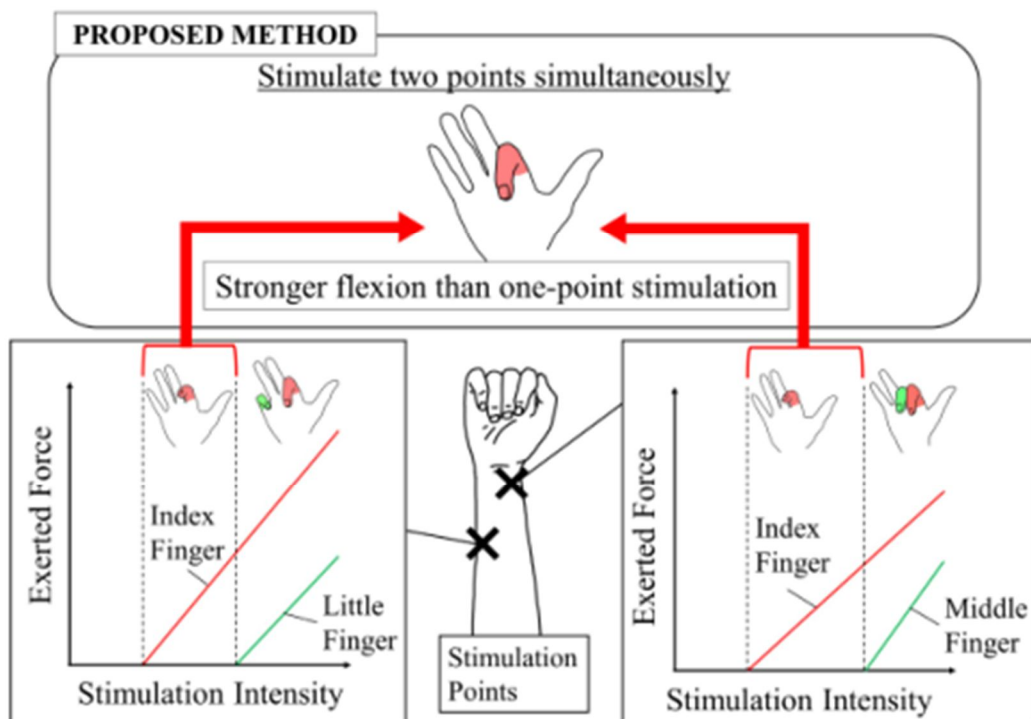 PROPOSED METHOD
Stimulate two points simultaneously
Stronger flexion than one-point stimulation
Exerted Force
Index
Finger
Little
Finger
Stimulation Intensity
Stimulation
Points
Exerted Force
Index
Finger
Middle
Finger
Stimulation Intensity